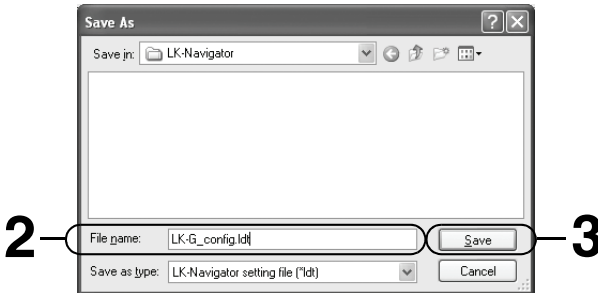 Save As
Save in: LK-Navigator
2
File name: LK-G_config.ldt
Save
3
Save as type: LK-Navigator setting file (*ldt)
Cancel